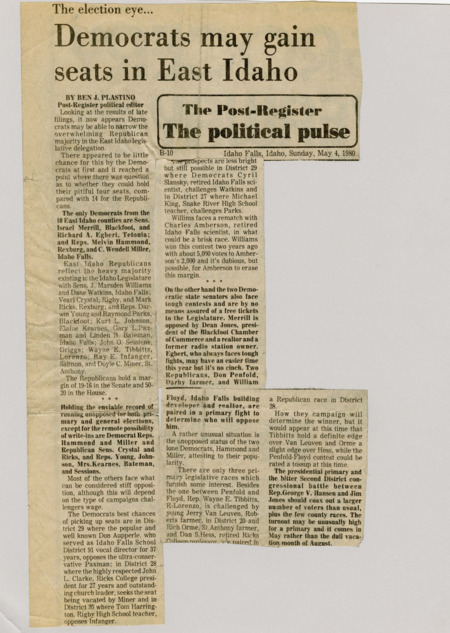 The election eye...
Democrats may gain
seats in East Idaho
BY BEN J. PLASTINO
Post-Register political editor
Looking at the results of late
filings, it now appears Demo-
crats may be able to narrow the
overwhelming Republican
majority in the East Idaho legis-
lative delegation.
There appeared to be little
chance for this by the Demo-
crats at first and it reached a
point where there was question
as to whether they could hold
their pitiful four seats, com-
pared with 14 for the Republi-
cans.
The only Democrats from the
10 East Idaho counties are Sens.
Israel Merrill, Blackfoot, and
Richard A. Egbert, Tetonia;
and Reps. Melvin Hammond,
Rexburg, and C. Wendell Miller,
Idaho Falls.
East Idaho Republicans
reflect the heavy majority
existing in the Idaho Legislature
with Sens. J. Marsden Williams
and Dane Watkins, Idaho Falls;
Vearl Crystal, Rigby, and Mark
Ricks, Rexburg; and Reps. Dar-
win Young and Raymond Parks,
Blackfoot; Kurt L. Johnson,
Elaine Kearnes, Gary L. Pax-
man and Linden B. Bateman,
Idaho Falls; John O. Sessions,
Driggs; Wayne E. Tibbitts,
Lorenzo; Ray E. Infanger,
Salmon, and Doyle C. Miner, St.
Anthony.
The Republicans hold a mar-
gin of 19-16 in the Senate and 50-
20 in the House.
* * *
Holding the enviable record of
running unopposed for both pri-
mary and general elections,
except for the remote possibility
of write-ins are Democrat Reps.
Hammond and Miller and
Republican Sens. Crystal and
Ricks, and Reps. Young, John-
son, Mrs. Kearnes, Bateman,
and Sessions.
Most of the others face what
can be considered stiff opposi-
tion, although this will depend
on the type of campaigns chal-
lengers wage.
The Democrats best chances
of picking up seats are in Dis-
trict 29 where the popular and
well known Don Aupperle, who
served as Idaho Falls School
District 91 vocal director for 37
years, opposes the ultra-conser-
vative Paxman; in District 28
where the highly respected John
L. Clarke, Ricks College presi-
dent for 27 years and outstand-
ing church leader, seeks the seat
being vacated by Miner and in
District 20 where Tom Harring-
ton, Rigby High School teacher,
opposes Infanger.
The Post-Register
The political pulse
B-10 Idaho Falls, Idaho, Sunday, May 4, 1980
The prospects are less bright
but still possible in District 29
where Democrats Cyril
Slansky, retired Idaho Falls sci-
entist, challenges Watkins and
in District 27 where Michael
King, Snake River High School
teacher, challenges Parks.
Willims faces a rematch with
Charles Amberson, retired
Idaho Falls scientist, in what
could be a brisk race. Williams
won this contest two years ago
with about 5,000 votes to Amber-
son's 2,900 and it's dubious, but
possible, for Amberson to erase
this margin.
* * *
On the other hand the two Demo-
cratic state senators also face
tough contests and are by no
means assured of a free tickets
to the Legislature. Merrill is
opposed by Dean Jones, presi-
dent of the Blackfoot Chamber
of Commerce and a realtor and a
former radio station owner.
Egbert, who always faces tough
fights, may have an easier time
this year but it's no cinch. Two
Republicans, Don Penfold,
Darby farmer, and William
Floyd, Idaho Falls building
developer and realtor, are
paired in a primary fight to
determine who will oppose
him.
A rather unusual situation is
the unopposed status of the two
lone Democrats, Hammond and
Miller, attesting to their popu-
larity.
There are only three pri-
mary legislative races which
furnish some interest. Besides
the one between Penfold and
Floyd, Rep. Wayne E. Tibbitts,
R-Lorenzo, is challenged by
young Jerry Van Leuven, Rob-
erts farmer, in District 20 and
Rich Orme, St. Anthony farmer,
and Dan S. Hess, retired Ricks
College professor, are paired in
a Republican race in District
28.
How they campaign will
determine the winner, but it
would appear at this time that
Tibbitts hold a definite edge
over Van Leuven and Orme a
slight edge over Hess, while the
Penfold-Floyd contest could be
rated a tossup at this time.
The presidential primary and
the bitter Second District con-
gressional battle between
Rep. George V. Hansen and Jim
Jones should coax out a larger
number of voters than usual,
plus the few county races. The
turnout may be unusually high
for a primary and it comes in
May rather than the dull vaca-
tion month of August.